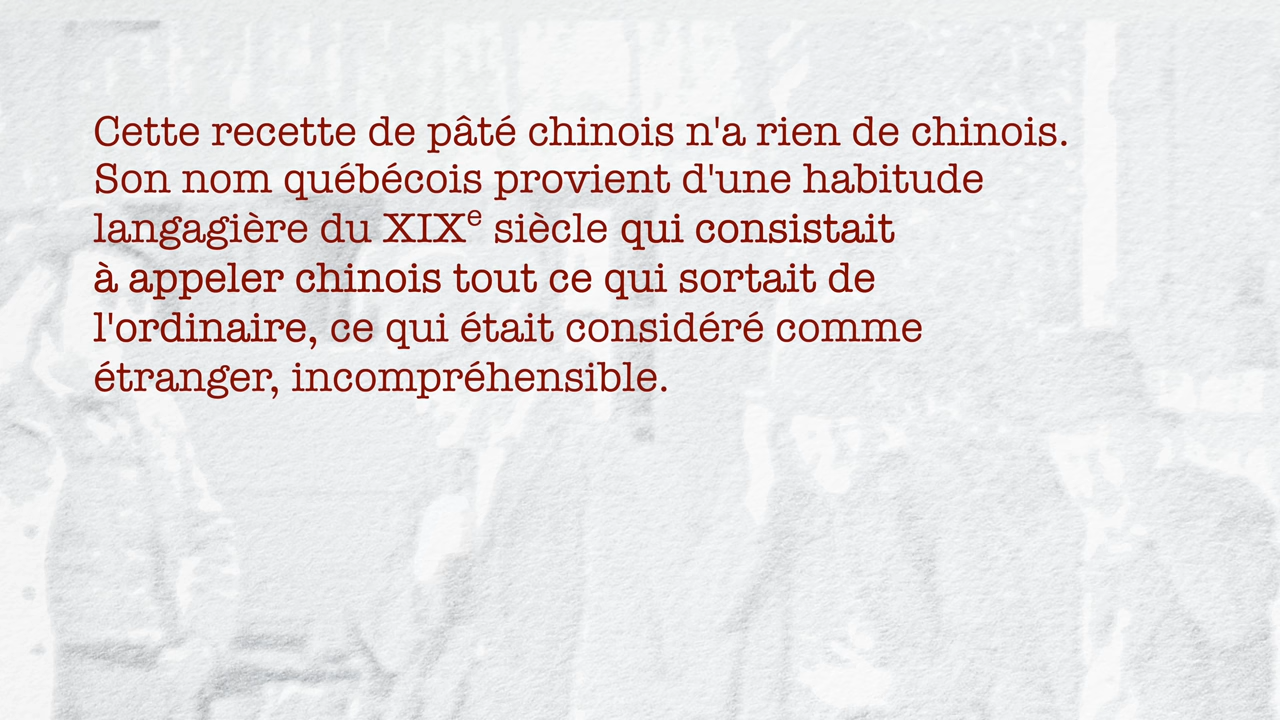 Cette recette de pâté chinois n'a rien de chinois.
Son nom québécois provient d'une habitude
langagière du XIXe siècle qui consistait
à appeler chinois tout ce qui sortait de
l'ordinaire, ce qui était considéré comme
étranger, incompréhensible.